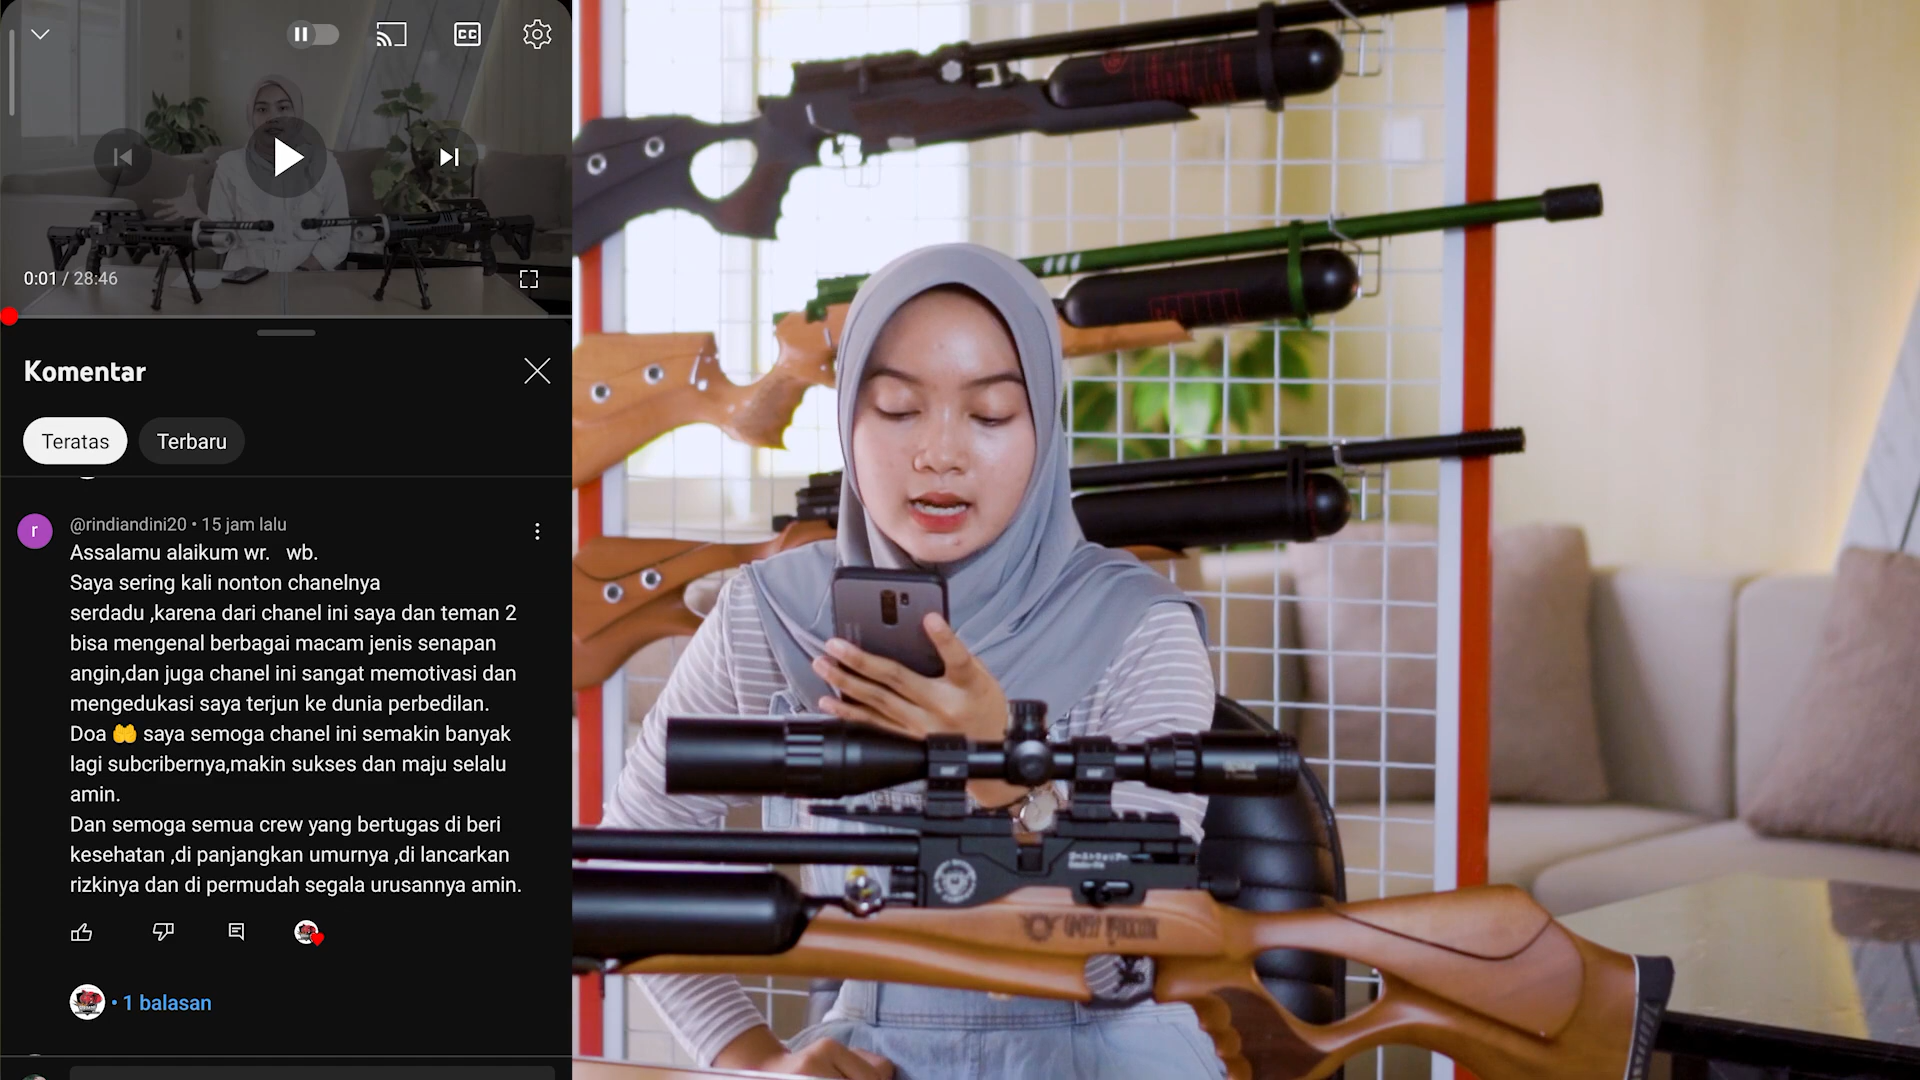 CC
0:01 / 28:46
Komentar
Teratas
Terbaru
r
@rindiandini20 • 15 jam lalu
Assalamu alaikum wr. wb.
Saya sering kali nonton chanelnya
serdadu ,karena dari chanel ini saya dan teman 2
bisa mengenal berbagai macam jenis senapan
angin,dan juga chanel ini sangat memotivasi dan
mengedukasi saya terjun ke dunia perbedilan.
Doa 🤲 saya semoga chanel ini semakin banyak
lagi subcribernya,makin sukses dan maju selalu
amin.
Dan semoga semua crew yang bertugas di beri
kesehatan ,di panjangkan umurnya ,di lancarkan
rizkinya dan di permudah segala urusannya amin.
• 1 balasan